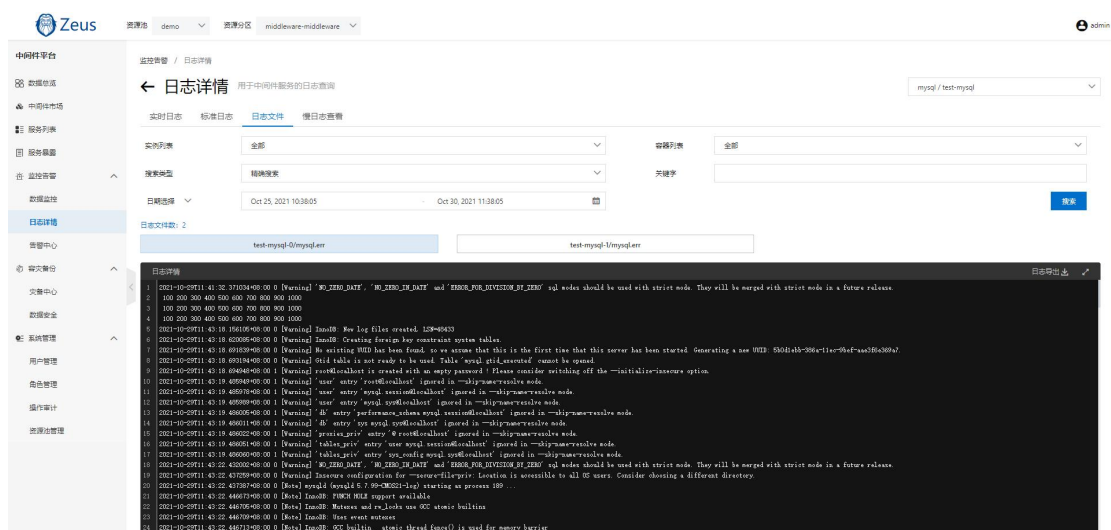 Zeus
资源池 demo 资源分区 middleware-middleware
admin
中间件平台
数据总览
中间件市场
服务列表
服务暴露
监控告警
数据监控
日志详情
告警中心
容灾备份
灾备中心
数据安全
系统管理
用户管理
角色管理
操作审计
资源池管理
监控告警 / 日志详情
← 日志详情 用于中间件服务的日志查询
mysql / test-mysql
实时日志 标准日志 日志文件 慢日志查看
实例列表 全部 容器列表 全部
搜索类型 精确搜索 关键字
日期选择 Oct 25, 2021 10:38:05 - Oct 30, 2021 11:38:05 搜索
日志文件数: 2
test-mysql-0/mysql.err test-mysql-1/mysql.err
日志详情 日志导出
1 2021-10-29T11:41:32.371034+08:00 0 [Warning] 'NO_ZERO_DATE', 'NO_ZERO_IN_DATE' and 'ERROR_FOR_DIVISION_BY_ZERO' sql modes should be used with strict mode. They will be merged with strict mode in a future release.
2 100 200 300 400 500 600 700 800 900 1000
3 100 200 300 400 500 600 700 800 900 1000
4 100 200 300 400 500 600 700 800 900 1000
5 2021-10-29T11:43:18.156105+08:00 0 [Warning] InnoDB: New log files created, LSN=48433
6 2021-10-29T11:43:18.620085+08:00 0 [Warning] InnoDB: Creating foreign key constraint system tables.
7 2021-10-29T11:43:18.691839+08:00 0 [Warning] No existing UUID has been found, so we assume that this is the first time that this server has been started. Generating a new UUID:
8 2021-10-29T11:43:18.693194+08:00 0 [Warning] Gtid table is not ready to be used. Table 'mysql.gtid_executed' cannot be opened.
9 2021-10-29T11:43:18.694948+08:00 1 [Warning] root@localhost is created with an empty password ! Please consider switching off the --initialize-insecure option.
10 2021-10-29T11:43:19.485949+08:00 1 [Warning] 'user' entry 'root@localhost' ignored in --skip-name-resolve mode.
11 2021-10-29T11:43:19.485978+08:00 1 [Warning] 'user' entry 'mysql.session@localhost' ignored in --skip-name-resolve mode.
12 2021-10-29T11:43:19.485989+08:00 1 [Warning] 'user' entry 'mysql.sys@localhost' ignored in --skip-name-resolve mode.
13 2021-10-29T11:43:19.486005+08:00 1 [Warning] 'db' entry 'performance_schema mysql.session@localhost' ignored in --skip-name-resolve mode.
14 2021-10-29T11:43:19.486011+08:00 1 [Warning] 'db' entry 'sys mysql.sys@localhost' ignored in --skip-name-resolve mode.
15 2021-10-29T11:43:19.486022+08:00 1 [Warning] 'proxies_priv' entry '@ root@localhost' ignored in --skip-name-resolve mode.
16 2021-10-29T11:43:19.486051+08:00 1 [Warning] 'tables_priv' entry 'user mysql.session@localhost' ignored in --skip-name-resolve mode.
17 2021-10-29T11:43:19.486060+08:00 1 [Warning] 'tables_priv' entry 'sys_config mysql.sys@localhost' ignored in --skip-name-resolve mode.
18 2021-10-29T11:43:22.432002+08:00 0 [Warning] 'NO_ZERO_DATE', 'NO_ZERO_IN_DATE' and 'ERROR_FOR_DIVISION_BY_ZERO' sql modes should be used with strict mode. They will be merged with strict mode in a future release.
19 2021-10-29T11:43:22.437259+08:00 0 [Warning] Insecure configuration for --secure-file-priv: Location is accessible to all OS users. Consider choosing a different directory.
20 2021-10-29T11:43:22.437387+08:00 0 [Note] mysqld (mysqld 5.7.99-CMOS21-log) starting as process 189 ...
21 2021-10-29T11:43:22.446673+08:00 0 [Note] InnoDB: PUNCH HOLE support available
22 2021-10-29T11:43:22.446705+08:00 0 [Note] InnoDB: Mutexes and rw_locks use GCC atomic builtins
23 2021-10-29T11:43:22.446709+08:00 0 [Note] InnoDB: Uses event mutexes
24 2021-10-29T11:43:22.446713+08:00 0 [Note] InnoDB: GCC builtin __atomic_thread_fence() is used for memory barrier